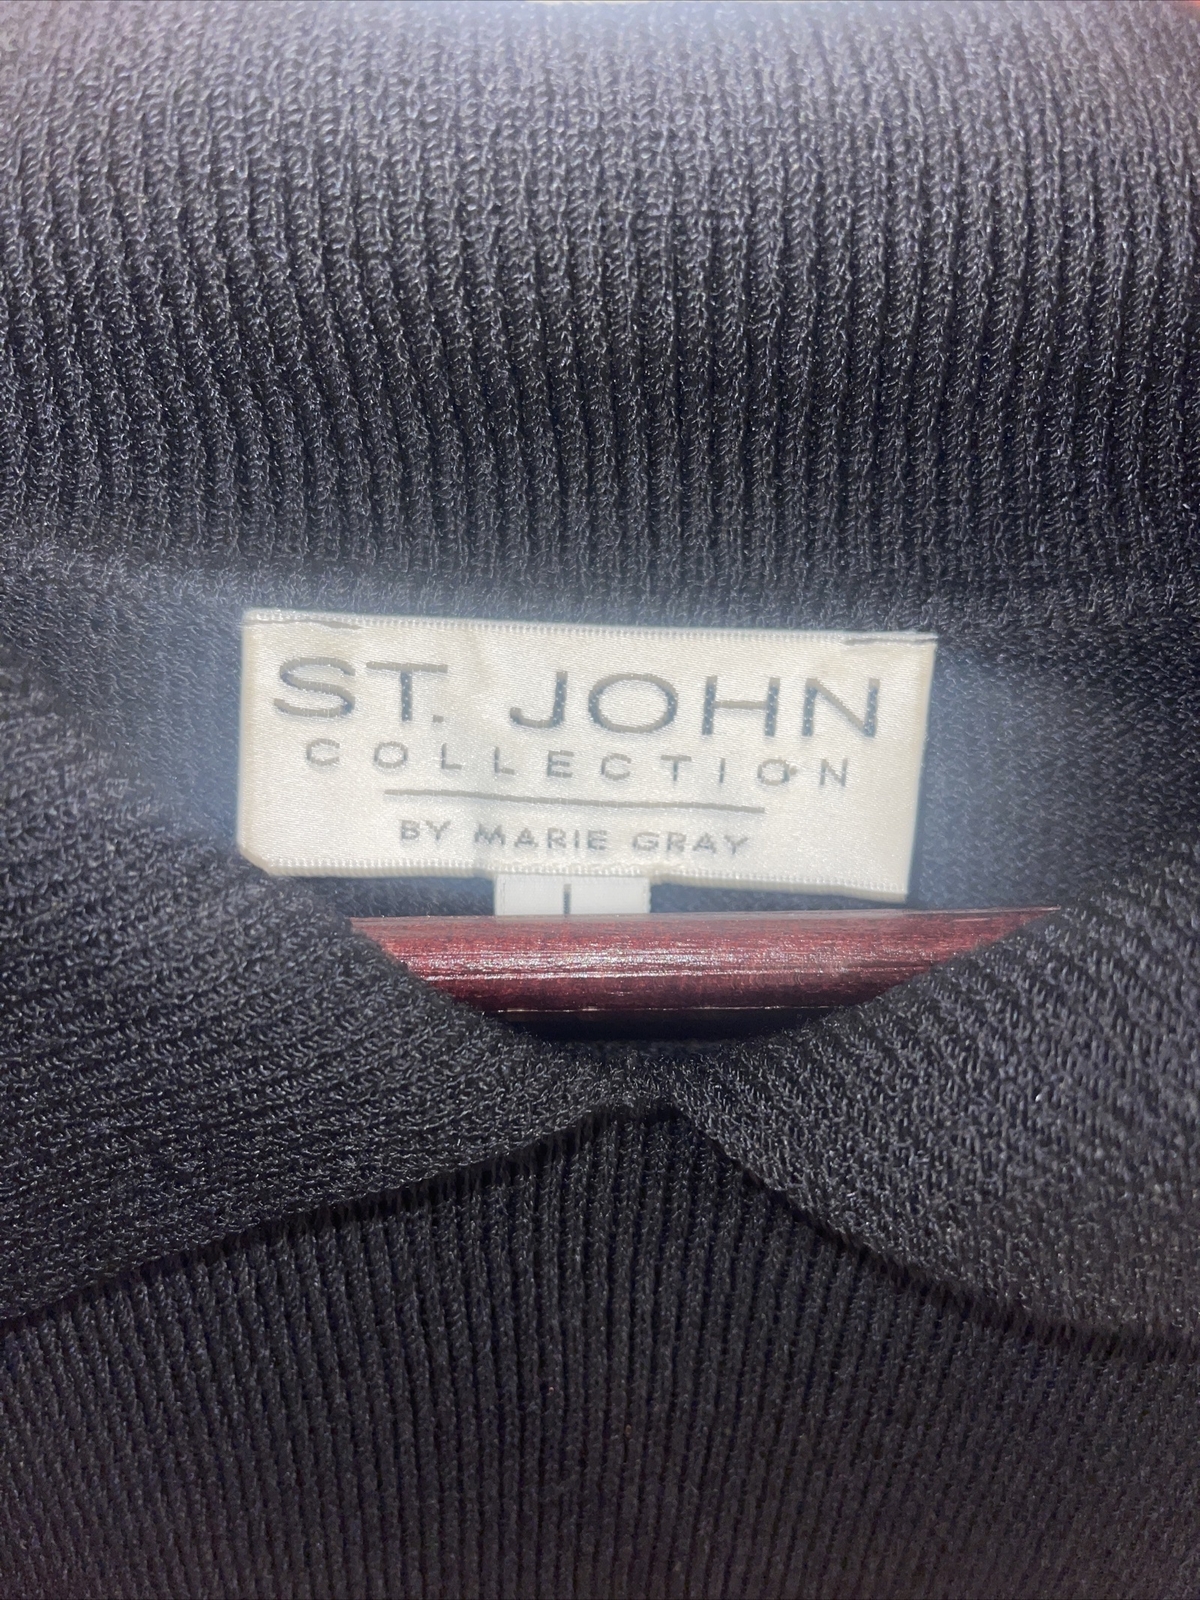 ST. JOHN
COLLECTION
BY MARIE GRAY